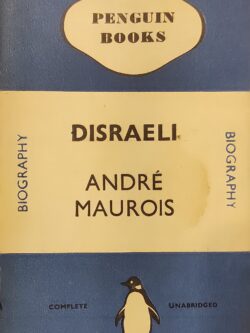 PENGUIN
BOOKS
DISRAELI
ANDRÉ
MAUROIS
BIOGRAPHY
BIOGRAPHY
COMPLETE
UNABRIDGED